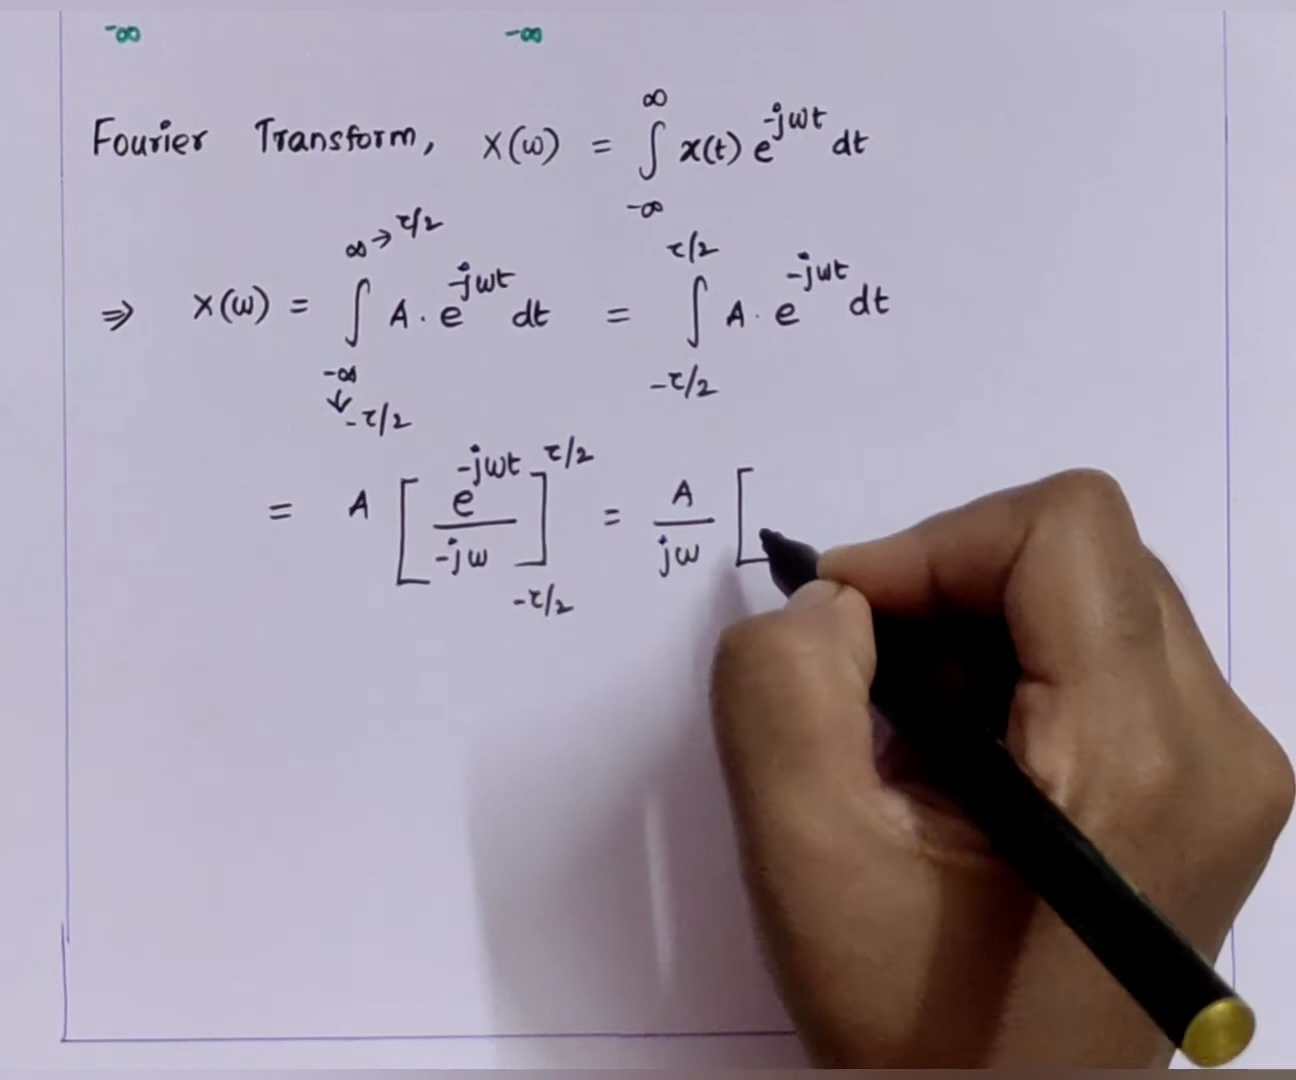 -∞ -∞
Fourier Transform, X(ω) = ∫_{-∞}^{∞} x(t) e^{-jωt} dt
⇒ X(ω) = ∫_{-∞ → -τ/2}^{∞ → τ/2} A . e^{-jωt} dt = ∫_{-τ/2}^{τ/2} A . e^{-jωt} dt
= A [ e^{-jωt} / -jω ]_{-τ/2}^{τ/2} = A / jω [